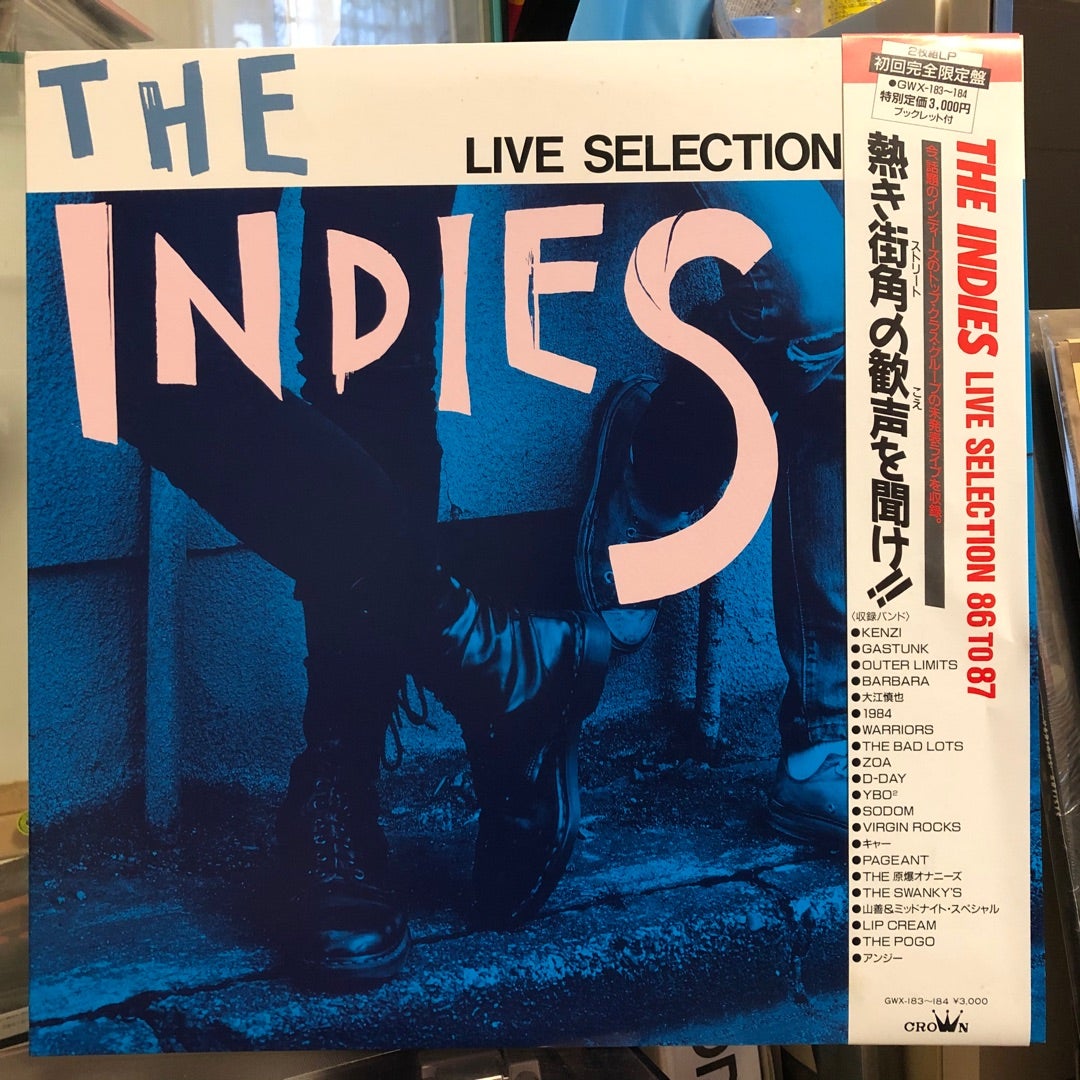 THE
LIVE SELECTION
INDIES
2枚組LP
初回完全限定盤
●GWX-183〜184
特別定価3,000円
ブックレット付
THE INDIES LIVE SELECTION 86 TO 87
今、話題のインディーズのトップ・クラス・グループの未発表ライブを収録。
熱き街角の歓声を聞け!!
ストリート
こえ
〈収録バンド〉
●KENZI
●GASTUNK
●OUTER LIMITS
●BARBARA
●大江慎也
●1984
●WARRIORS
●THE BAD LOTS
●ZOA
●D-DAY
●YBO²
●SODOM
●VIRGIN ROCKS
●キャー
●PAGEANT
●THE 原爆オナニーズ
●THE SWANKY'S
●山善&ミッドナイト・スペシャル
●LIP CREAM
●THE POGO
●アンジー
GWX-183〜184 ¥3,000
CROWN